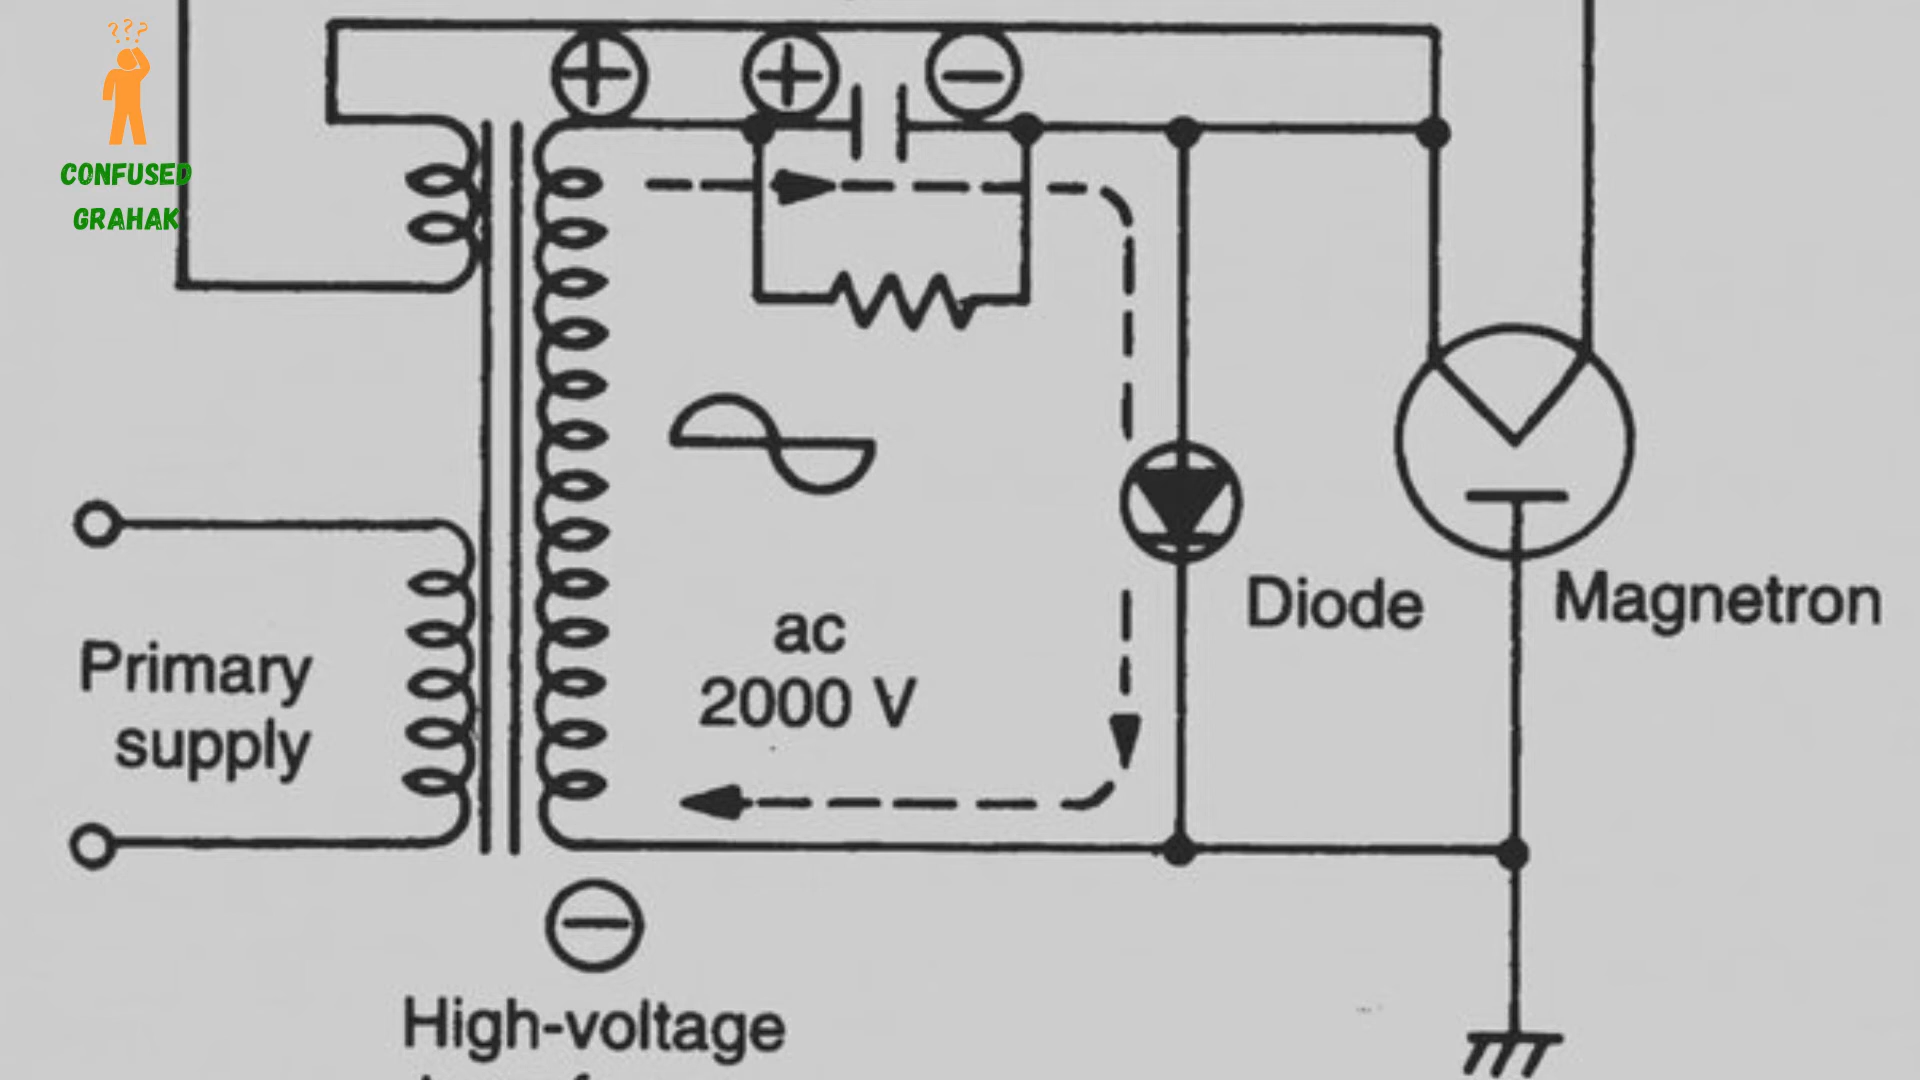 ???
CONFUSED
GRAHAK
Primary
supply
ac
2000 V
Diode
Magnetron
High-voltage